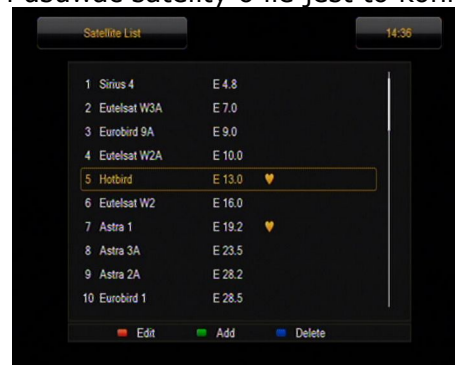 Satellite List 14:36
1 Sirius 4 E 4.8
2 Eutelsat W3A E 7.0
3 Eurobird 9A E 9.0
4 Eutelsat W2A E 10.0
5 Hotbird E 13.0
6 Eutelsat W2 E 16.0
7 Astra 1 E 19.2
8 Astra 3A E 23.5
9 Astra 2A E 28.2
10 Eurobird 1 E 28.5
Edit Add Delete